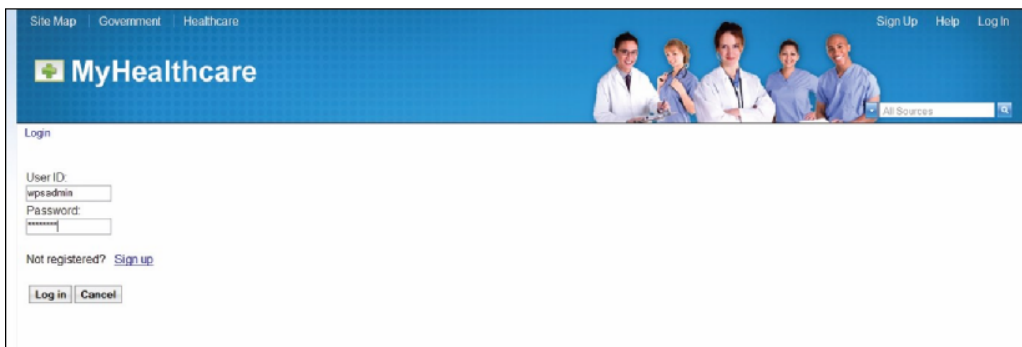 Site Map Government Healthcare Sign Up Help Log In
MyHealthcare
All Sources
Login
User ID:
wpsadmin
Password:
********
Not registered? Sign up
Log in Cancel